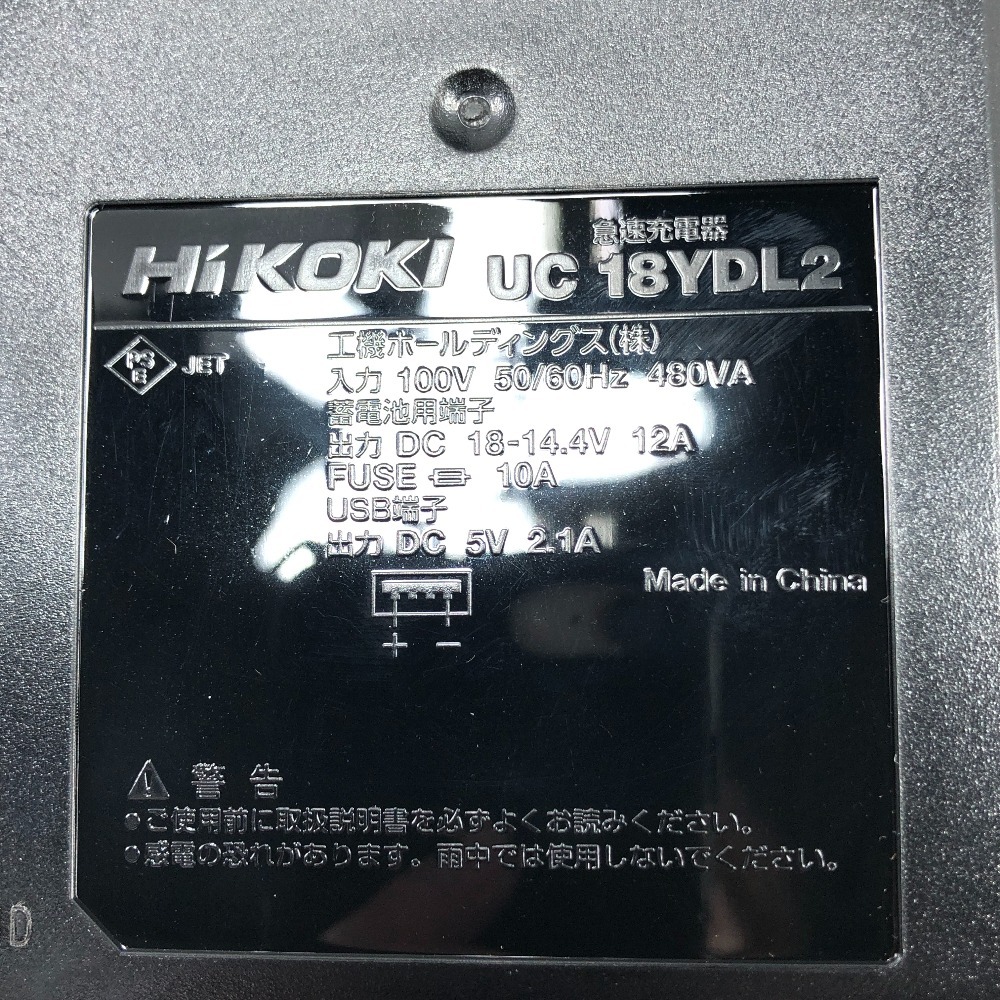 急速充電器
HiKOKI UC 18YDL2
PS
E
JET
工機ホールディングス(株)
入力 100V 50/60Hz 480VA
蓄電池用端子
出力 DC 18-14.4V 12A
FUSE 10A
USB端子
出力 DC 5V 2.1A
Made in China
+ −
警告
●ご使用前に取扱説明書を必ずよくお読みください。
●感電の恐れがあります。雨中では使用しないでください。
D